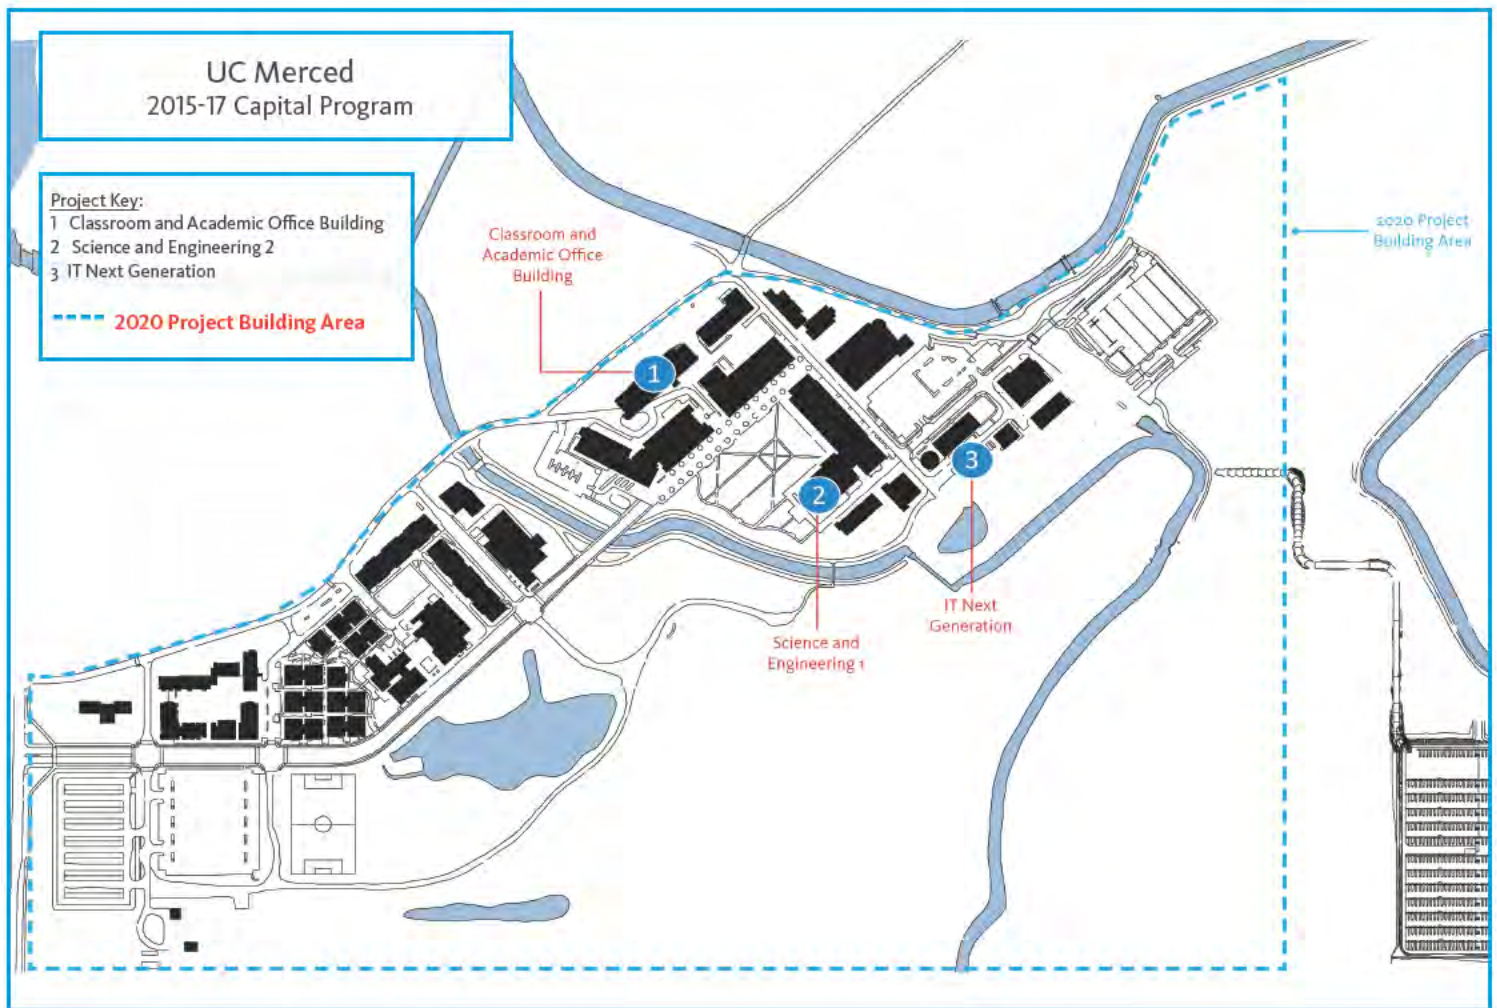 UC Merced
2015-17 Capital Program
Project Key:
1 Classroom and Academic Office Building
2 Science and Engineering 2
3 IT Next Generation
2020 Project Building Area
Classroom and
Academic Office
Building
1
2020 Project
Building Area
3
2
IT Next
Generation
Science and
Engineering 1